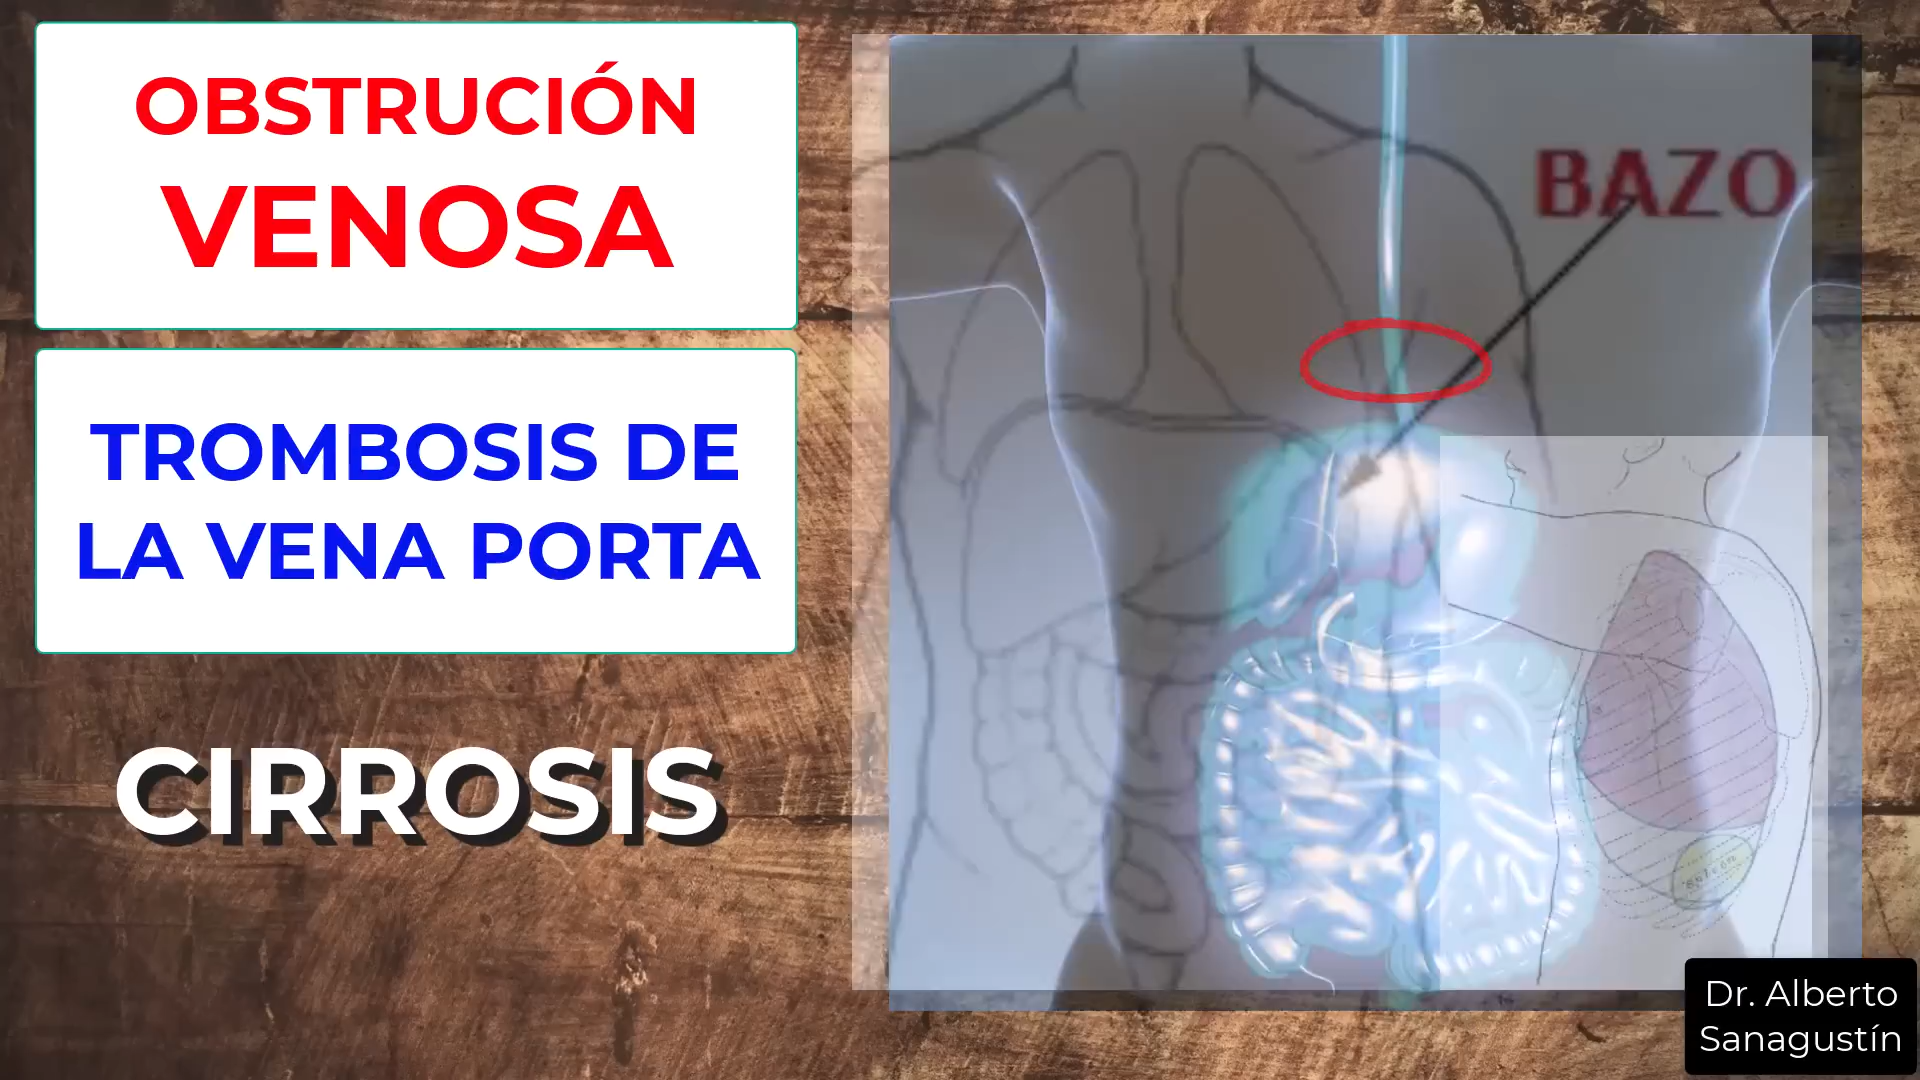 OBSTRUCIÓN
VENOSA
TROMBOSIS DE
LA VENA PORTA
CIRROSIS
BAZO
Dr. Alberto
Sanagustín